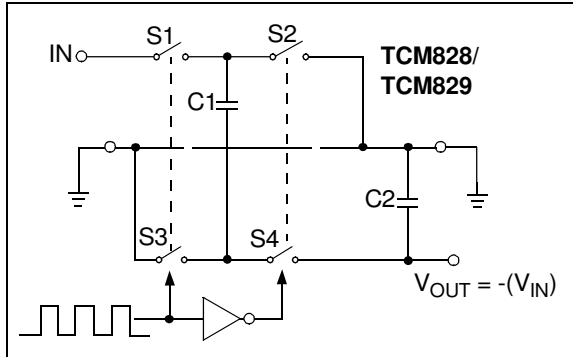 IN
S1
S2
TCM828/
TCM829
C1
C2
S3
S4
VOUT = -(VIN)